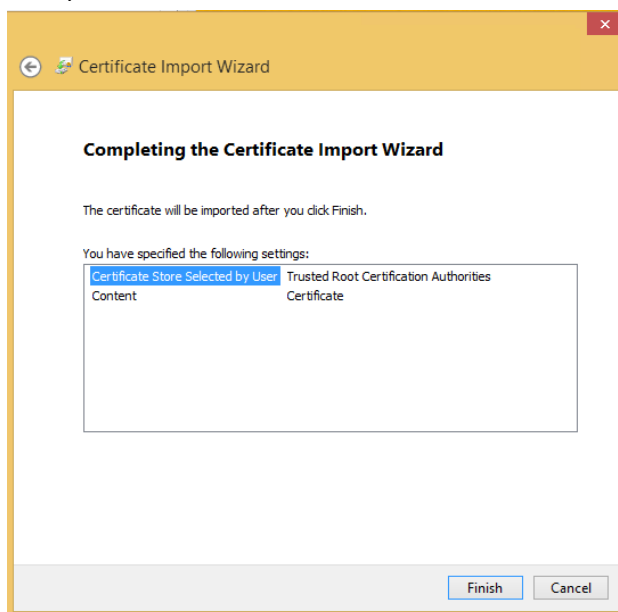 Certificate Import Wizard
Completing the Certificate Import Wizard
The certificate will be imported after you click Finish.
You have specified the following settings:
Certificate Store Selected by User Trusted Root Certification Authorities
Content Certificate
Finish Cancel